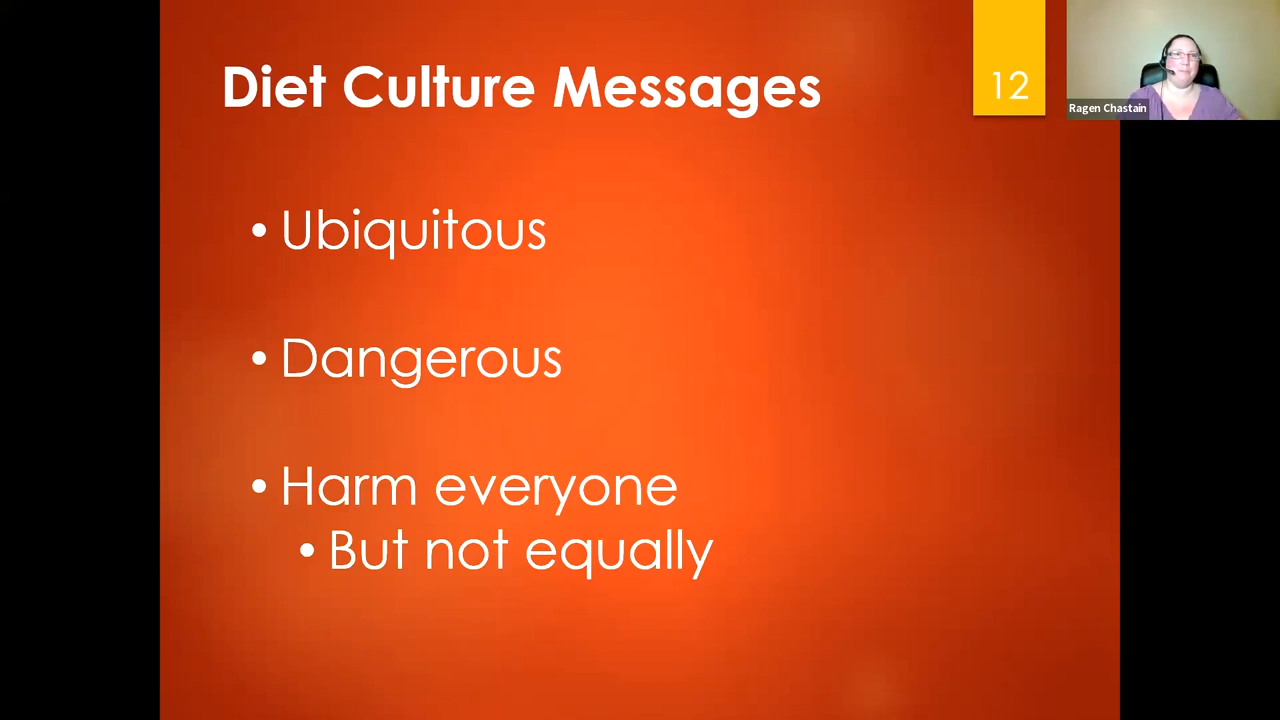 Diet Culture Messages
12
Ragen Chastain
• Ubiquitous
• Dangerous
• Harm everyone
• But not equally